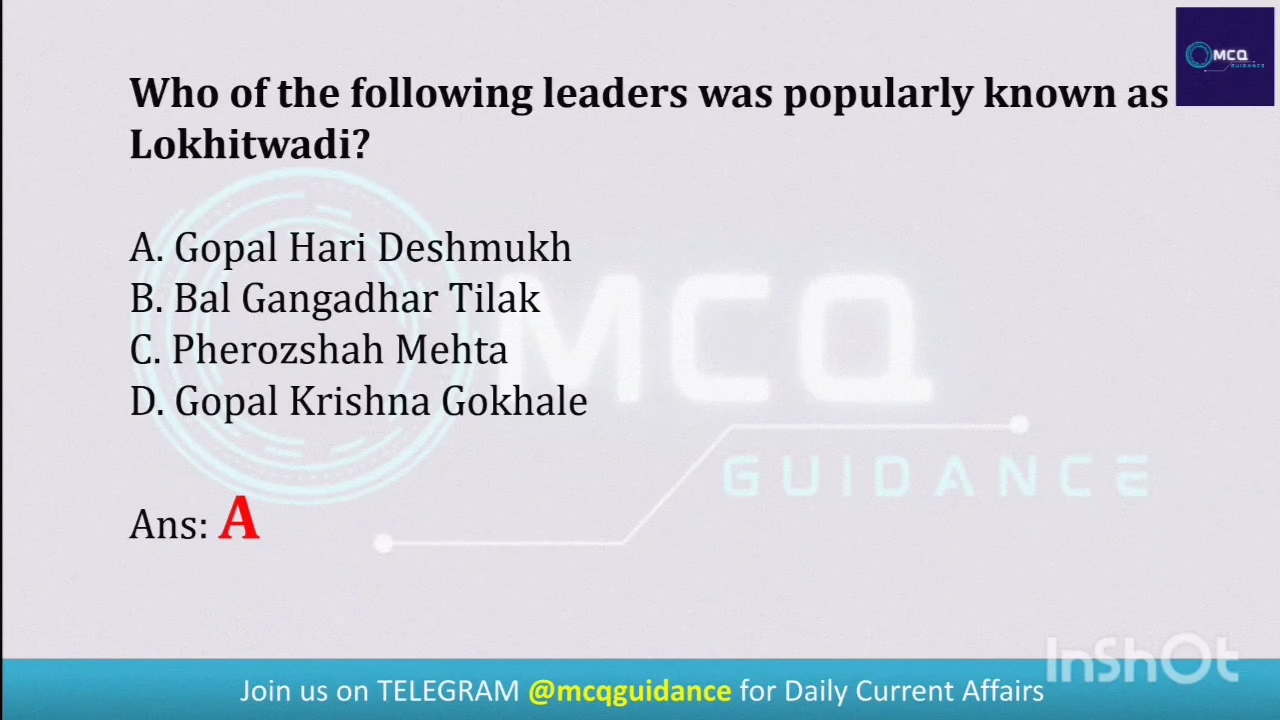 MCQ
GUIDANCE
Who of the following leaders was popularly known as
Lokhitwadi?
A. Gopal Hari Deshmukh
B. Bal Gangadhar Tilak
C. Pherozshah Mehta
D. Gopal Krishna Gokhale
MCQ
GUIDANCE
Ans: A
InShOt
Join us on TELEGRAM @mcqguidance for Daily Current Affairs